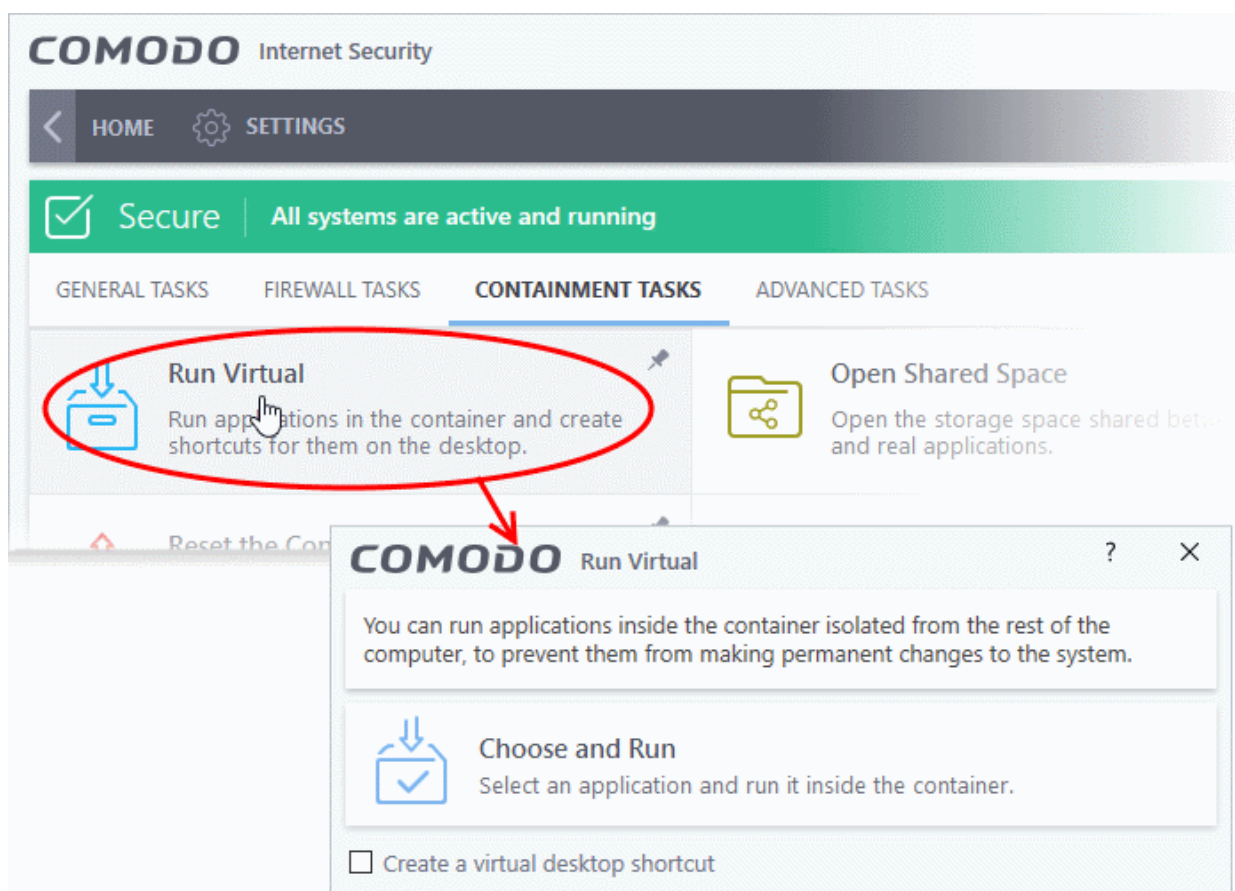 COMODO Internet Security
HOME SETTINGS
Secure All systems are active and running
GENERAL TASKS FIREWALL TASKS CONTAINMENT TASKS ADVANCED TASKS
Run Virtual
Run applications in the container and create
shortcuts for them on the desktop.
Open Shared Space
Open the storage space shared
and real applications.
Reset the
COMODO Run Virtual ?
You can run applications inside the container isolated from the rest of the
computer, to prevent them from making permanent changes to the system.
Choose and Run
Select an application and run it inside the container.
Create a virtual desktop shortcut